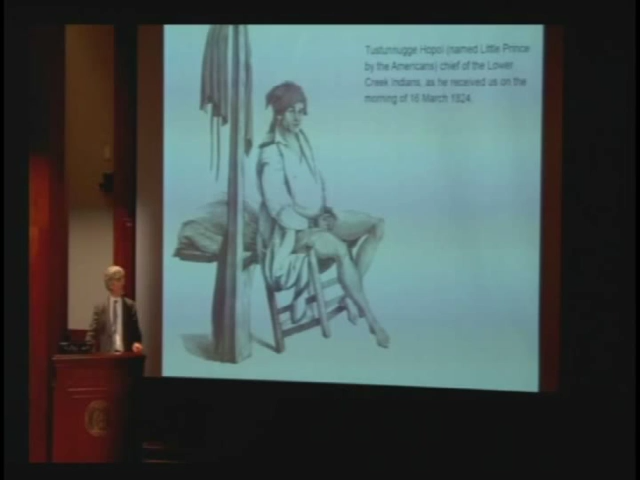 Tustunnugge Hopoi (named Little Prince
by the Americans) chief of the Lower
Creek Indians, as he received us on the
morning of 16 March 1824.